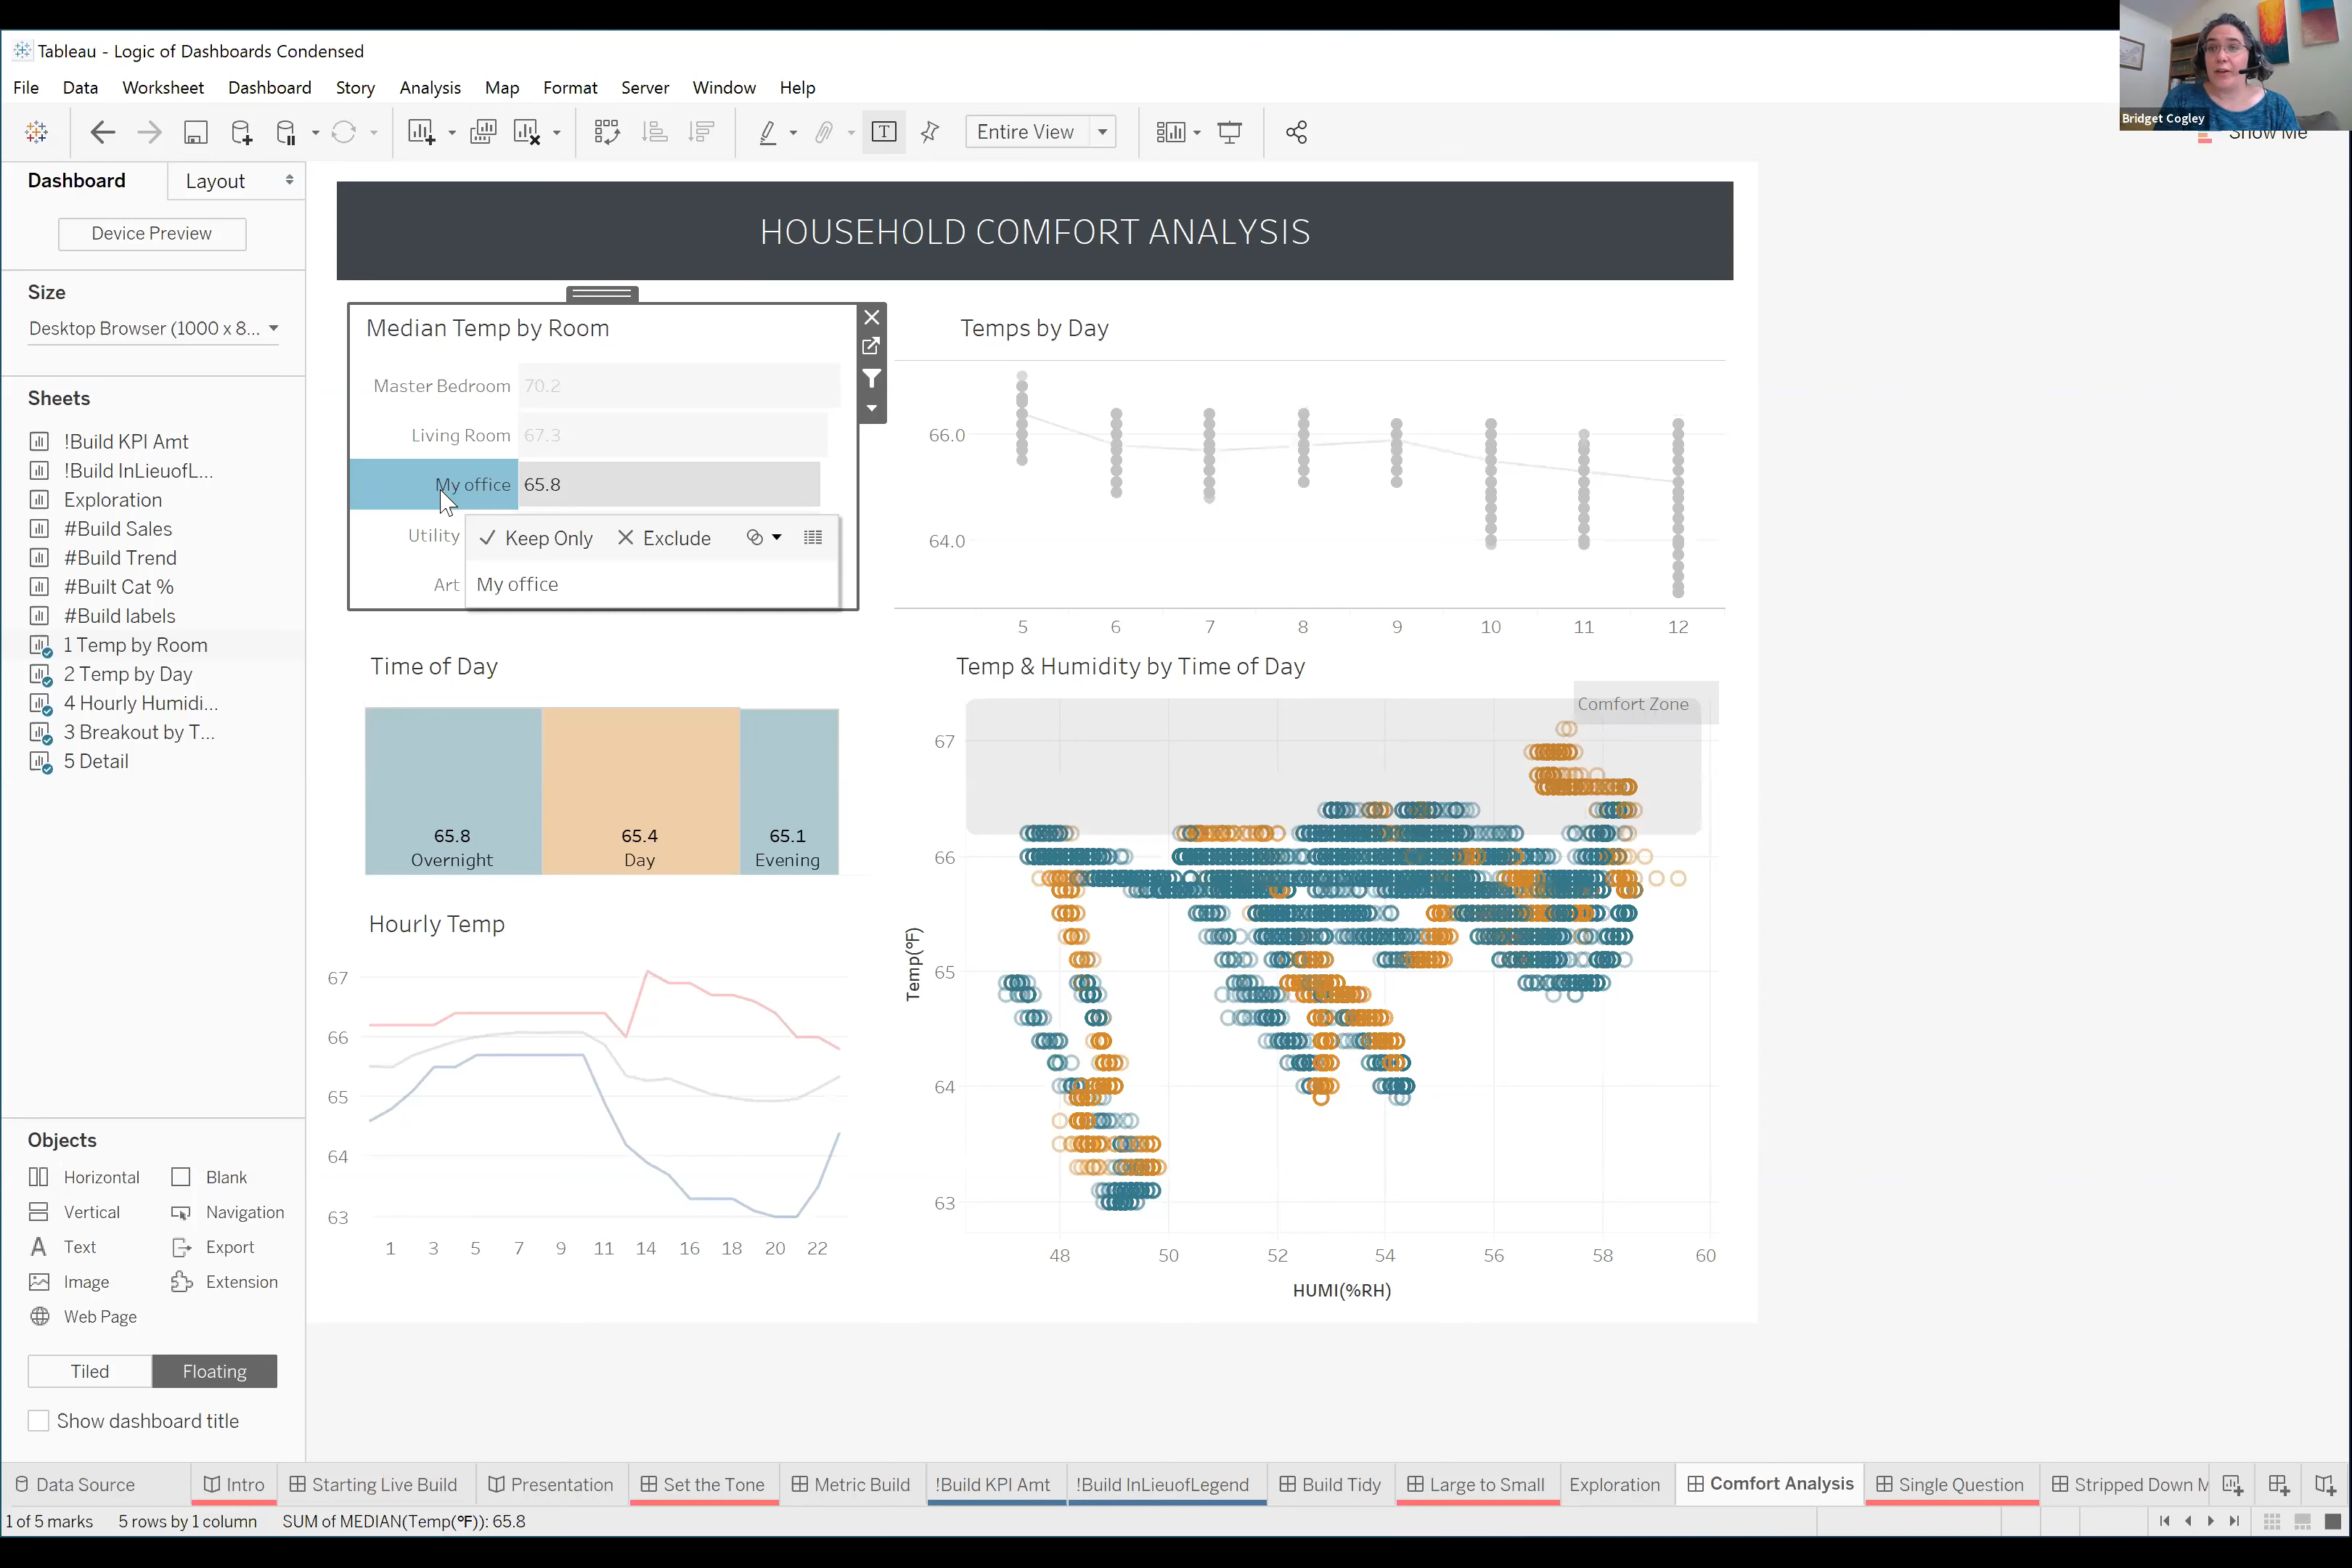 Tableau - Logic of Dashboards Condensed
Bridget Cogley
File Data Worksheet Dashboard Story Analysis Map Format Server Window Help
Entire View
Show Me
Dashboard Layout
Device Preview
Size
Desktop Browser (1000 x 8...
Sheets
!Build KPI Amt
!Build InLieuofL...
Exploration
#Build Sales
#Build Trend
#Built Cat %
#Build labels
1 Temp by Room
2 Temp by Day
4 Hourly Humidi...
3 Breakout by T...
5 Detail
Objects
Horizontal Blank
Vertical Navigation
Text Export
Image Extension
Web Page
Tiled Floating
Show dashboard title
HOUSEHOLD COMFORT ANALYSIS
Median Temp by Room
Master Bedroom 70.2
Living Room 67.3
My office 65.8
Utility
Art
Keep Only Exclude
My office
Temps by Day
66.0
64.0
5 6 7 8 9 10 11 12
Time of Day
65.8 65.4 65.1
Overnight Day Evening
Hourly Temp
67
66
65
64
63
1 3 5 7 9 11 14 16 18 20 22
Temp & Humidity by Time of Day
Comfort Zone
Temp(°F)
67
66
65
64
63
48 50 52 54 56 58 60
HUMI(%RH)
Data Source Intro Starting Live Build Presentation Set the Tone Metric Build !Build KPI Amt !Build InLieuofLegend Build Tidy Large to Small Exploration Comfort Analysis Single Question Stripped Down M
1 of 5 marks 5 rows by 1 column SUM of MEDIAN(Temp(°F)): 65.8